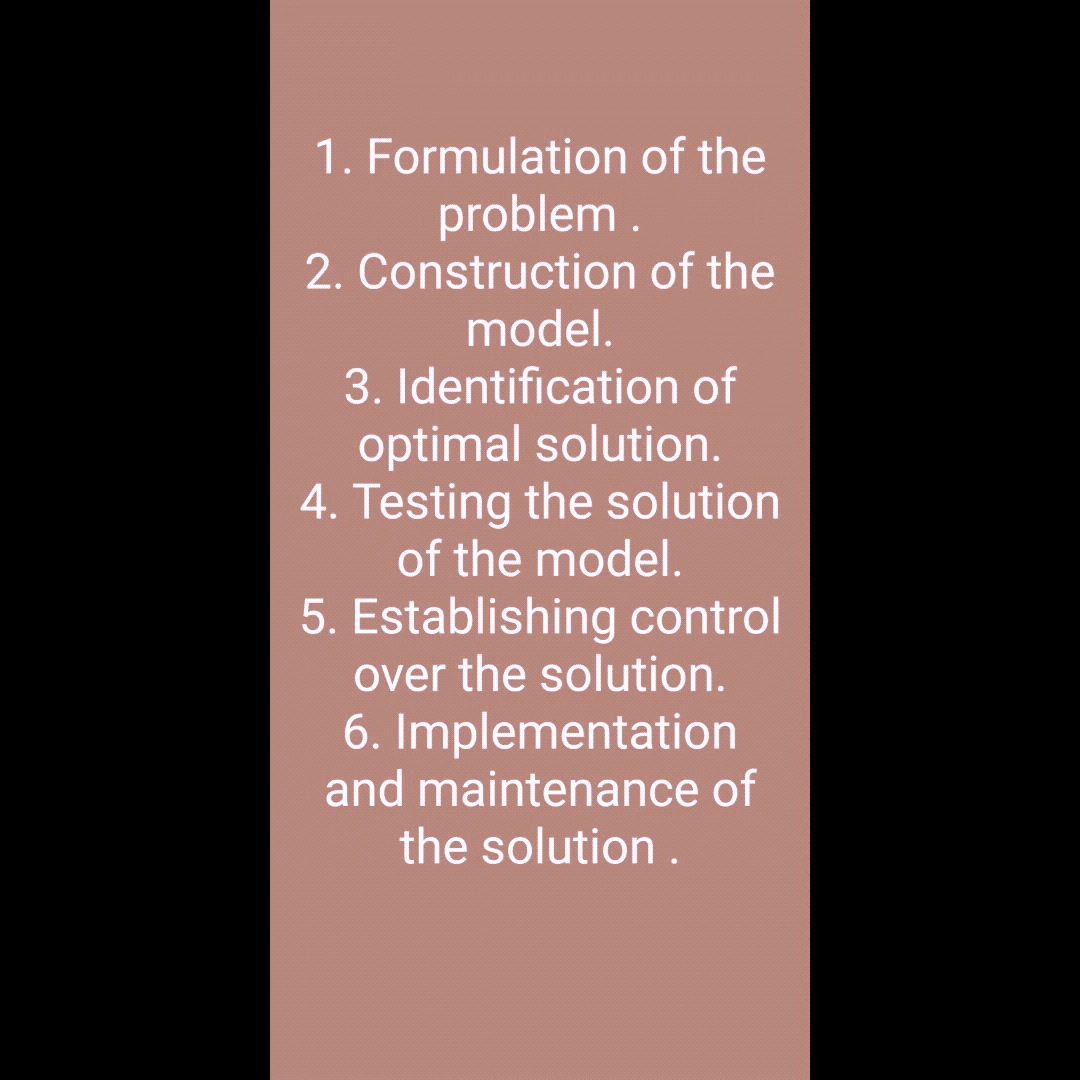 1. Formulation of the
problem .
2. Construction of the
model.
3. Identification of
optimal solution.
4. Testing the solution
of the model.
5. Establishing control
over the solution.
6. Implementation
and maintenance of
the solution .